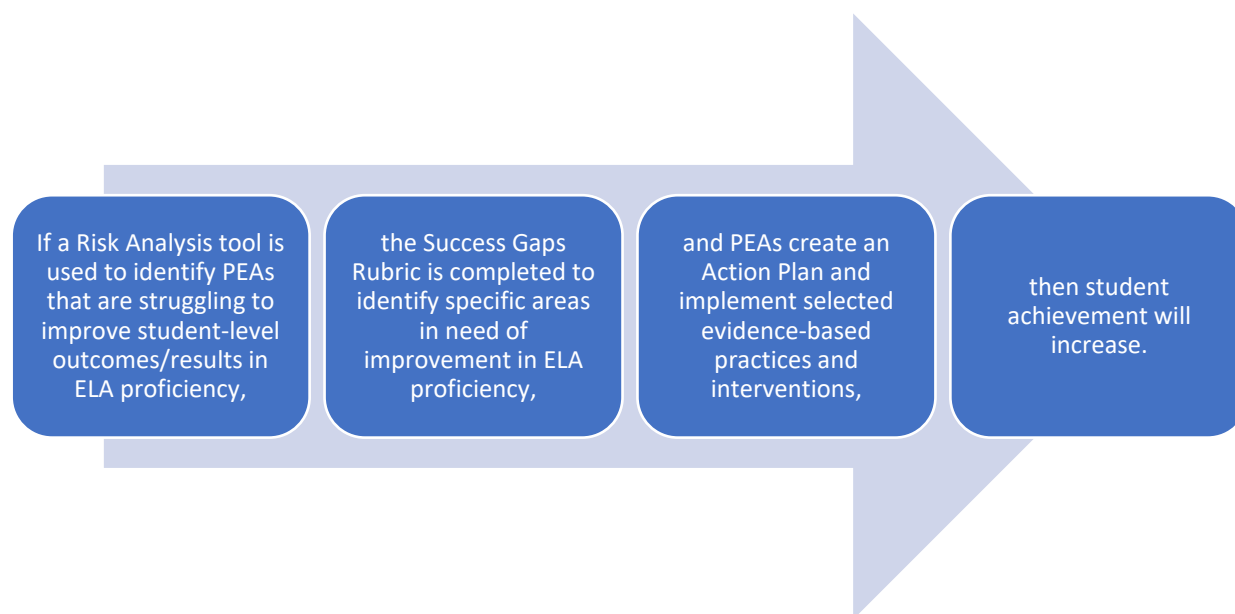 If a Risk Analysis tool is
used to identify PEAs
that are struggling to
improve student-level
outcomes/results in
ELA proficiency,
the Success Gaps
Rubric is completed to
identify specific areas
in need of
improvement in ELA
proficiency,
and PEAs create an
Action Plan and
implement selected
evidence-based
practices and
interventions,
then student
achievement will
increase.